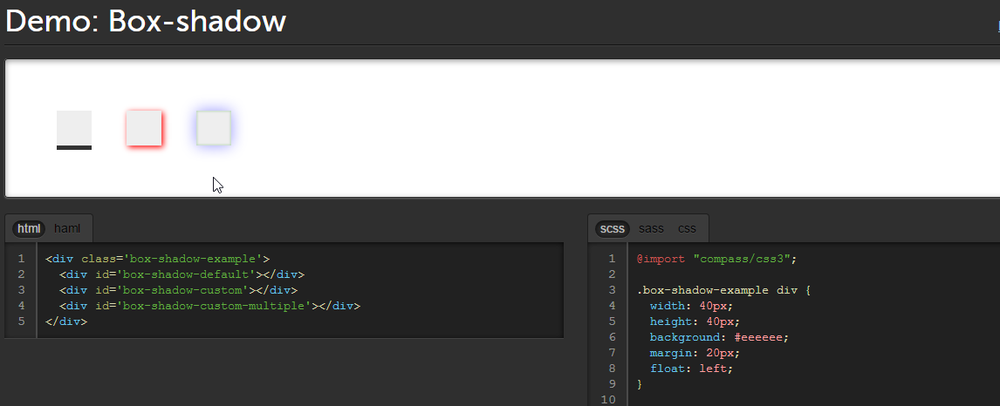 Demo: Box-shadow
html haml
1 <div class='box-shadow-example'>
2   <div id='box-shadow-default'></div>
3   <div id='box-shadow-custom'></div>
4   <div id='box-shadow-custom-multiple'></div>
5 </div>
scss sass css
1 @import "compass/css3";
2
3 .box-shadow-example div {
4   width: 40px;
5   height: 40px;
6   background: #eeeeee;
7   margin: 20px;
8   float: left;
9 }
10